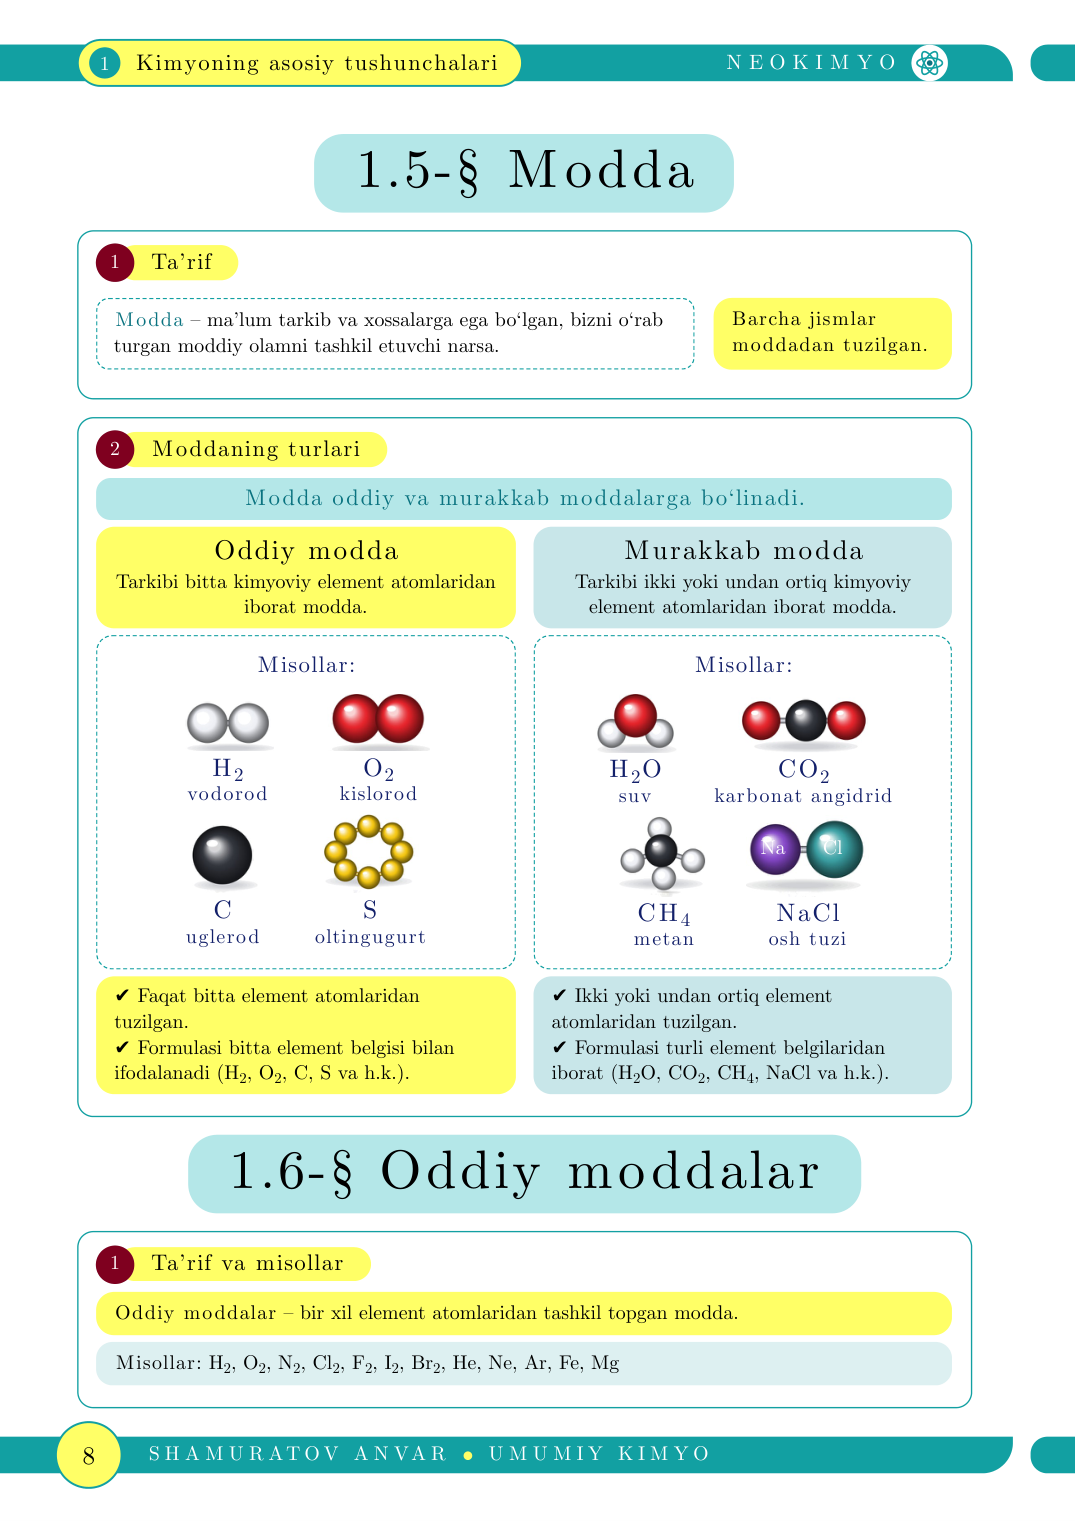 1 Kimyoning asosiy tushunchalari
NEOKIMYO
1.5-§ Modda
1 Ta'rif
Modda – ma'lum tarkib va xossalarga ega bo‘lgan, bizni o‘rab
turgan moddiy olamni tashkil etuvchi narsa.
Barcha jismlar
moddadan tuzilgan.
2 Moddaning turlari
Modda oddiy va murakkab moddalarga bo‘linadi.
Oddiy modda
Tarkibi bitta kimyoviy element atomlaridan
iborat modda.
Misollar:
H₂
vodorod
O₂
kislorod
C
uglerod
S
oltingugurt
✔ Faqat bitta element atomlaridan
tuzilgan.
✔ Formulasi bitta element belgisi bilan
ifodalanadi (H₂, O₂, C, S va h.k.).
Murakkab modda
Tarkibi ikki yoki undan ortiq kimyoviy
element atomlaridan iborat modda.
Misollar:
H₂O
suv
CO₂
karbonat angidrid
CH₄
metan
Na Cl
NaCl
osh tuzi
✔ Ikki yoki undan ortiq element
atomlaridan tuzilgan.
✔ Formulasi turli element belgilaridan
iborat (H₂O, CO₂, CH₄, NaCl va h.k.).
1.6-§ Oddiy moddalar
1 Ta'rif va misollar
Oddiy moddalar – bir xil element atomlaridan tashkil topgan modda.
Misollar: H₂, O₂, N₂, Cl₂, F₂, I₂, Br₂, He, Ne, Ar, Fe, Mg
8 SHAMURATOV ANVAR • UMUMIY KIMYO